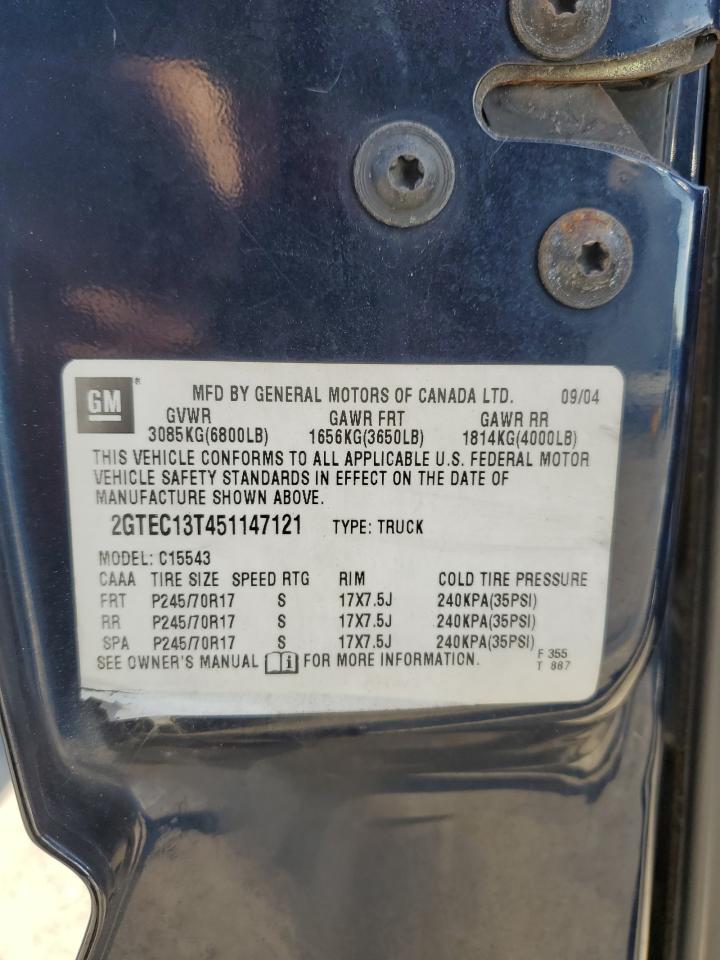 GM ® MFD BY GENERAL MOTORS OF CANADA LTD. 09/04
GVWR GAWR FRT GAWR RR
3085KG(6800LB) 1656KG(3650LB) 1814KG(4000LB)
THIS VEHICLE CONFORMS TO ALL APPLICABLE U.S. FEDERAL MOTOR
VEHICLE SAFETY STANDARDS IN EFFECT ON THE DATE OF
MANUFACTURE SHOWN ABOVE.
2GTEC13T451147121 TYPE: TRUCK
MODEL: C15543
CAAA TIRE SIZE SPEED RTG RIM COLD TIRE PRESSURE
FRT P245/70R17 S 17X7.5J 240KPA(35PSI)
RR P245/70R17 S 17X7.5J 240KPA(35PSI)
SPA P245/70R17 S 17X7.5J 240KPA(35PSI)
SEE OWNER'S MANUAL i FOR MORE INFORMATION.
F 355
T 887